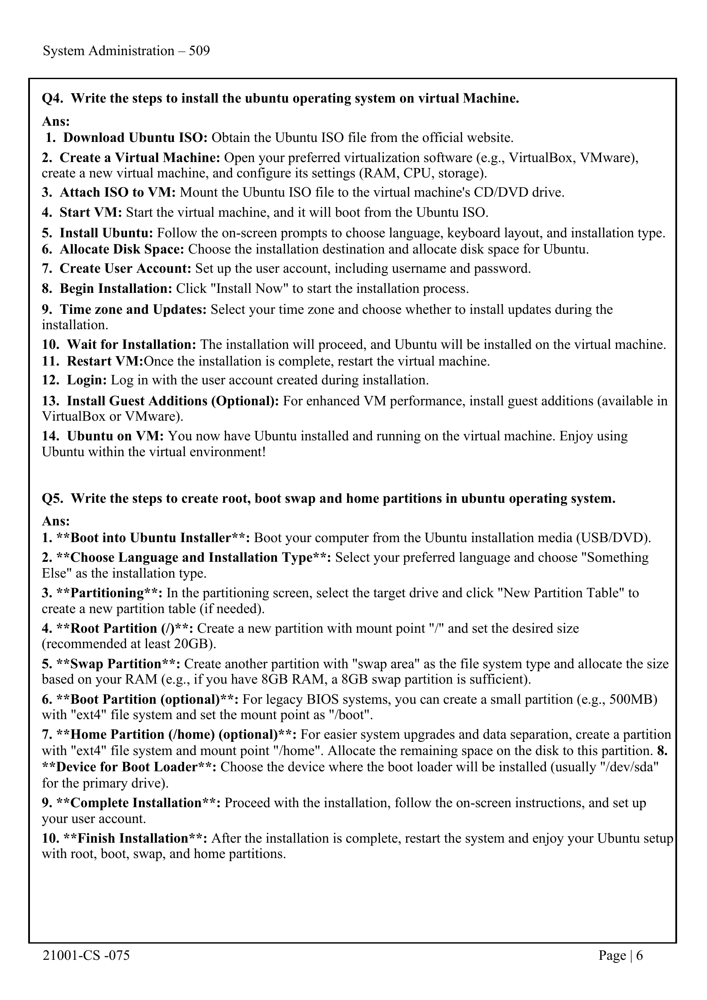 System Administration – 509
Q4.  Write the steps to install the ubuntu operating system on virtual Machine.
Ans:
1.  Download Ubuntu ISO: Obtain the Ubuntu ISO file from the official website.
2.  Create a Virtual Machine: Open your preferred virtualization software (e.g., VirtualBox, VMware),
create a new virtual machine, and configure its settings (RAM, CPU, storage).
3.  Attach ISO to VM: Mount the Ubuntu ISO file to the virtual machine's CD/DVD drive.
4.  Start VM: Start the virtual machine, and it will boot from the Ubuntu ISO.
5.  Install Ubuntu: Follow the on-screen prompts to choose language, keyboard layout, and installation type.
6.  Allocate Disk Space: Choose the installation destination and allocate disk space for Ubuntu.
7.  Create User Account: Set up the user account, including username and password.
8.  Begin Installation: Click "Install Now" to start the installation process.
9.  Time zone and Updates: Select your time zone and choose whether to install updates during the
installation.
10.  Wait for Installation: The installation will proceed, and Ubuntu will be installed on the virtual machine.
11.  Restart VM:Once the installation is complete, restart the virtual machine.
12.  Login: Log in with the user account created during installation.
13.  Install Guest Additions (Optional): For enhanced VM performance, install guest additions (available in
VirtualBox or VMware).
14.  Ubuntu on VM: You now have Ubuntu installed and running on the virtual machine. Enjoy using
Ubuntu within the virtual environment!
Q5.  Write the steps to create root, boot swap and home partitions in ubuntu operating system.
Ans:
1. **Boot into Ubuntu Installer**: Boot your computer from the Ubuntu installation media (USB/DVD).
2. **Choose Language and Installation Type**: Select your preferred language and choose "Something
Else" as the installation type.
3. **Partitioning**: In the partitioning screen, select the target drive and click "New Partition Table" to
create a new partition table (if needed).
4. **Root Partition (/)**: Create a new partition with mount point "/" and set the desired size
(recommended at least 20GB).
5. **Swap Partition**: Create another partition with "swap area" as the file system type and allocate the size
based on your RAM (e.g., if you have 8GB RAM, a 8GB swap partition is sufficient).
6. **Boot Partition (optional)**: For legacy BIOS systems, you can create a small partition (e.g., 500MB)
with "ext4" file system and set the mount point as "/boot".
7. **Home Partition (/home) (optional)**: For easier system upgrades and data separation, create a partition
with "ext4" file system and mount point "/home". Allocate the remaining space on the disk to this partition. 8.
**Device for Boot Loader**: Choose the device where the boot loader will be installed (usually "/dev/sda"
for the primary drive).
9. **Complete Installation**: Proceed with the installation, follow the on-screen instructions, and set up
your user account.
10. **Finish Installation**: After the installation is complete, restart the system and enjoy your Ubuntu setup
with root, boot, swap, and home partitions.
21001-CS -075
Page | 6